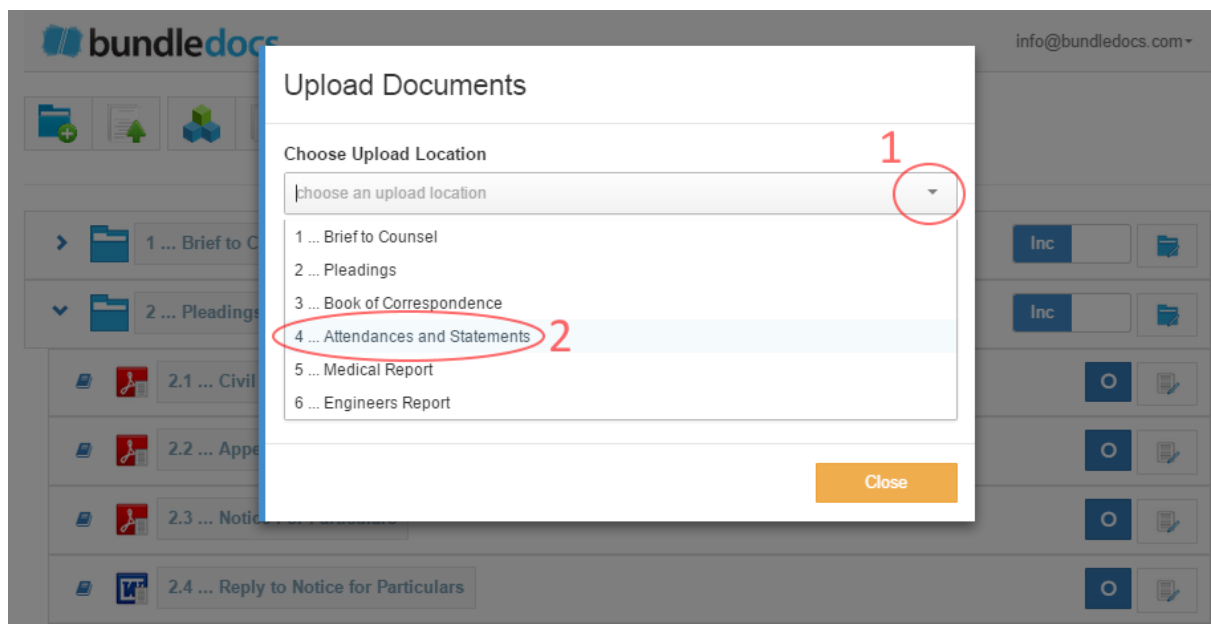 bundledocs
info@bundledocs.com
Upload Documents
Choose Upload Location
1
choose an upload location
1 ... Brief to Counsel
2 ... Pleadings
3 ... Book of Correspondence
4 ... Attendances and Statements
2
5 ... Medical Report
6 ... Engineers Report
Close
1 ... Brief to C
Inc
2 ... Pleadings
Inc
2.1 ... Civil
2.2 ... Appe
2.3 ... Notice
2.4 ... Reply to Notice for Particulars